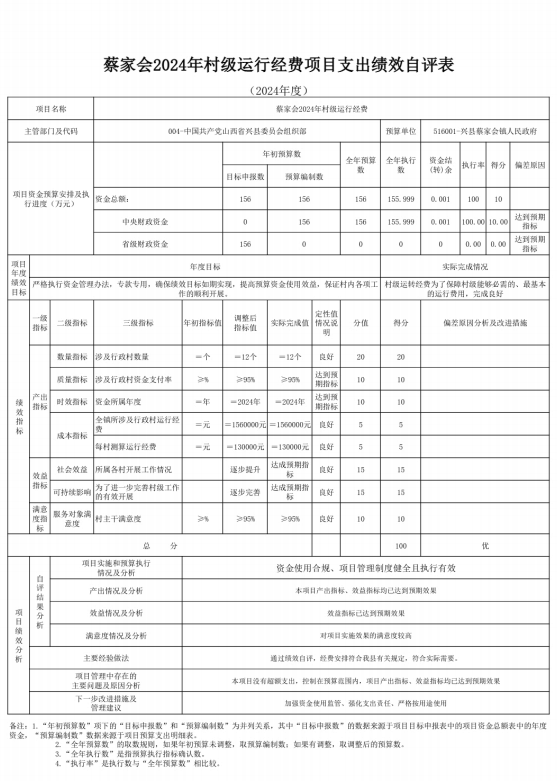 蔡家会2024年村级运行经费项目支出绩效自评表
（2024年度）
项目名称 蔡家会2024年村级运行经费
主管部门及代码 004-中国共产党山西省兴县委员会组织部 预算单位 516001-兴县蔡家会镇人民政府
项目资金预算安排及执行进度（万元） 年初预算数 全年预算数 全年执行数 资金结(转)余 执行率 得分 偏差原因
目标申报数 预算编制数
资金总额： 156 156 156 155.999 0.001 100 10
中央财政资金 0 156 156 155.999 0.001 100.00 10.00 达到预期指标
省级财政资金 156 0 0 0 0 0.00 0.00 达到预期指标
项目年度绩效目标 年度目标 实际完成情况
严格执行资金管理办法，专款专用，确保绩效目标如期实现，提高预算资金使用效益，保证村内各项工作的顺利开展。 村级运转经费为了保障村级能够必需的、最基本的运行费用，完成良好
绩效指标 一级指标 二级指标 三级指标 年初指标值 调整后指标值 实际完成值 定性值情况说明 分值 得分 偏差原因分析及改进措施
产出指标 数量指标 涉及行政村数量 ＝个 ＝12个 ＝12个 良好 20 20
质量指标 涉及行政村资金支付率 ≥% ≥95% ≥95% 达到预期指标 10 10
时效指标 资金所属年度 ＝年 ＝2024年 ＝2024年 达到预期指标 10 10
成本指标 全镇所涉及行政村运行经费 ＝元 ＝1560000元 ＝1560000元 良好 5 5
每村测算运行经费 ＝元 ＝130000元 ＝130000元 良好 5 5
效益指标 社会效益 所属各村开展工作情况 逐步提升 达成预期指标 良好 15 15
可持续影响 为了进一步完善村级工作的有效开展 逐步完善 达成预期指标 良好 15 15
满意度指标 服务对象满意度 村主干满意度 ≥% ≥95% ≥95% 良好 10 10
总 分 100 优
项目绩效分析 自评结果分析 项目实施和预算执行情况及分析 资金使用合规、项目管理制度健全且执行有效
产出情况及分析 本项目产出指标、效益指标均已达到预期效果
效益情况及分析 效益指标已达到预期效果
满意度情况及分析 对项目实施效果的满意度较高
主要经验做法 通过绩效自评，经费安排符合我县有关规定，符合实际需要。
项目管理中存在的主要问题及原因分析 本项目没有超额支出，控制在预算范围内，项目产出指标，效益指标均已达到预期效果
下一步改进措施及管理建议 加强资金使用监管、强化支出责任、严格按用途使用
备注：1.“年初预算数”项下的“目标申报数”和“预算编制数”为并列关系，其中“目标申报数”的数据来源于项目目标申报表中的项目资金总额表中的年度
资金，“预算编制数”数据来源于项目预算支出明细表。
2.“全年预算数”的取数规则：如果年初预算未调整，取预算编制数；如果有调整，取调整后的预算数。
3.“全年执行数”是指预算执行指标确认数。
4.“执行率”是执行数与“全年预算数”相比较。